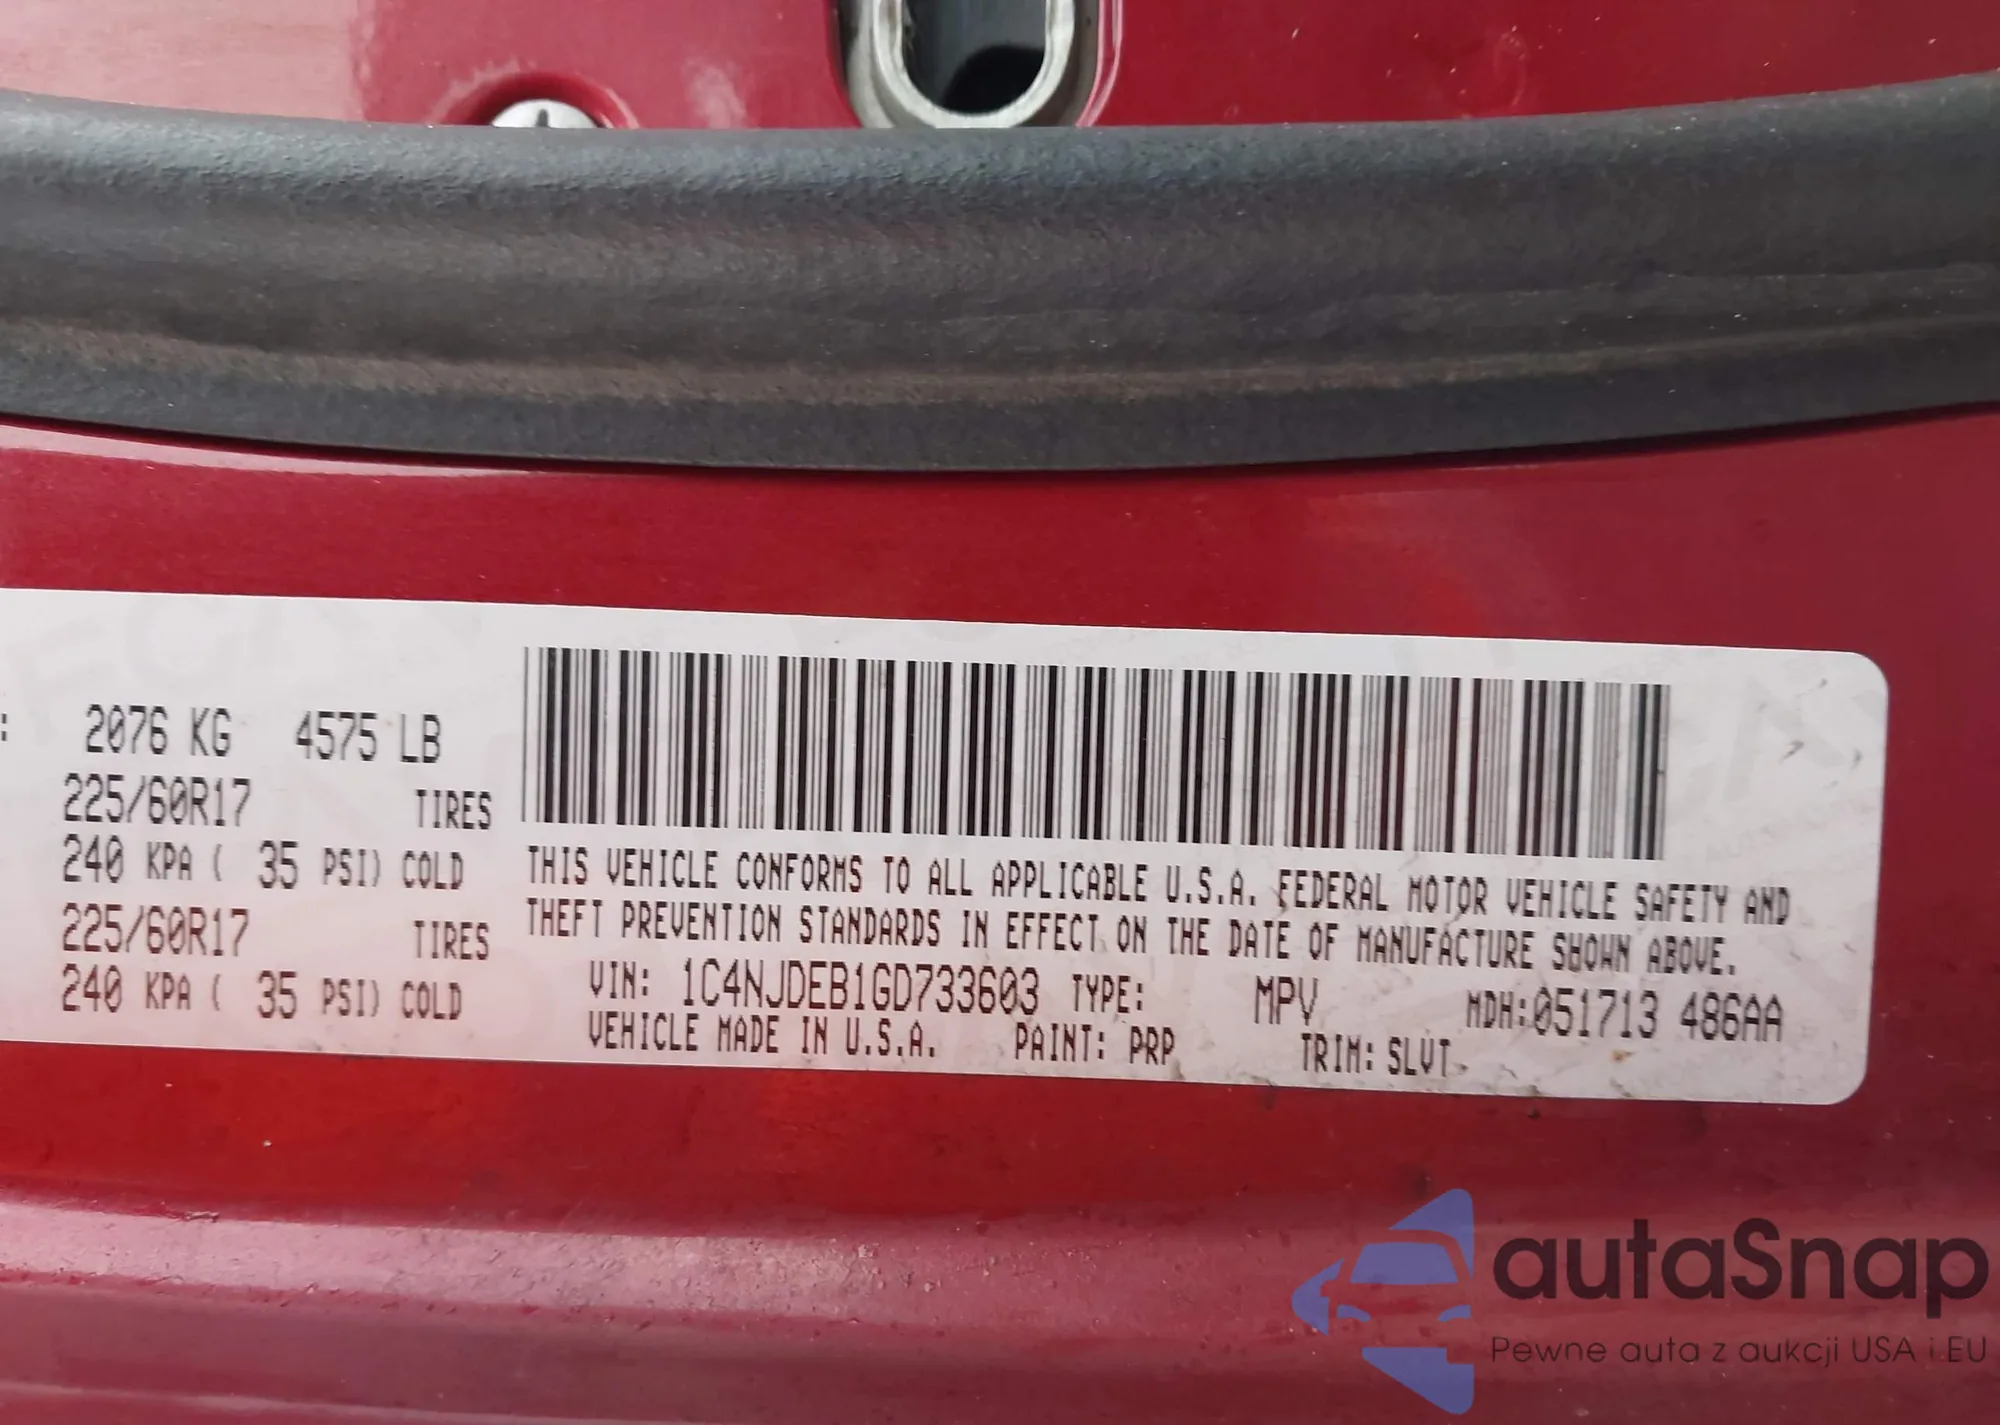 : 2076 KG 4575 LB
225/60R17 TIRES
240 KPA ( 35 PSI) COLD
225/60R17 TIRES
240 KPA ( 35 PSI) COLD
THIS VEHICLE CONFORMS TO ALL APPLICABLE U.S.A. FEDERAL MOTOR VEHICLE SAFETY AND
THEFT PREVENTION STANDARDS IN EFFECT ON THE DATE OF MANUFACTURE SHOWN ABOVE.
VIN: 1C4NJDEB1GD733603 TYPE: MPV MDH:051713 486AA
VEHICLE MADE IN U.S.A. PAINT: PRP TRIM: SLVT
autaSnap
Pewne auta z aukcji USA i EU